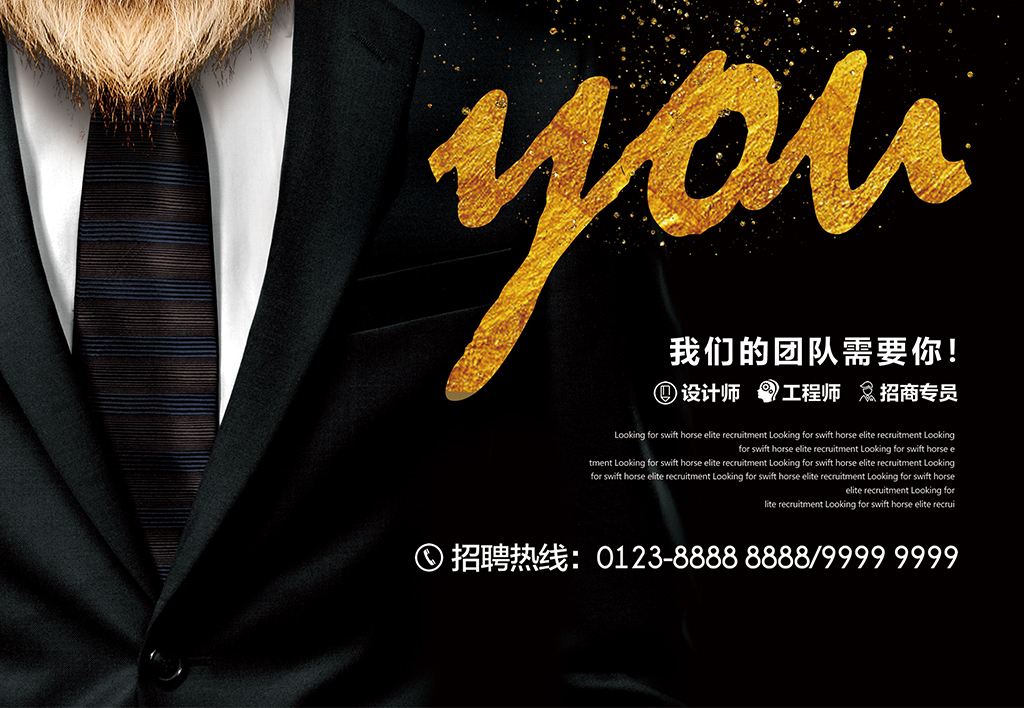 you
我们的团队需要你!
设计师 工程师 招商专员
Looking for swift horse elite recruitment Looking for swift horse elite recruitment Looking
for swift horse elite recruitment Looking for swift horse e
tment Looking for swift horse elite recruitment Looking for swift horse elite recruitment Looking
for swift horse elite recruitment Looking for swift horse elite recruitment Looking for swift horse
elite recruitment Looking for
lite recruitment Looking for swift horse elite recrui
招聘热线：0123-8888 8888/9999 9999